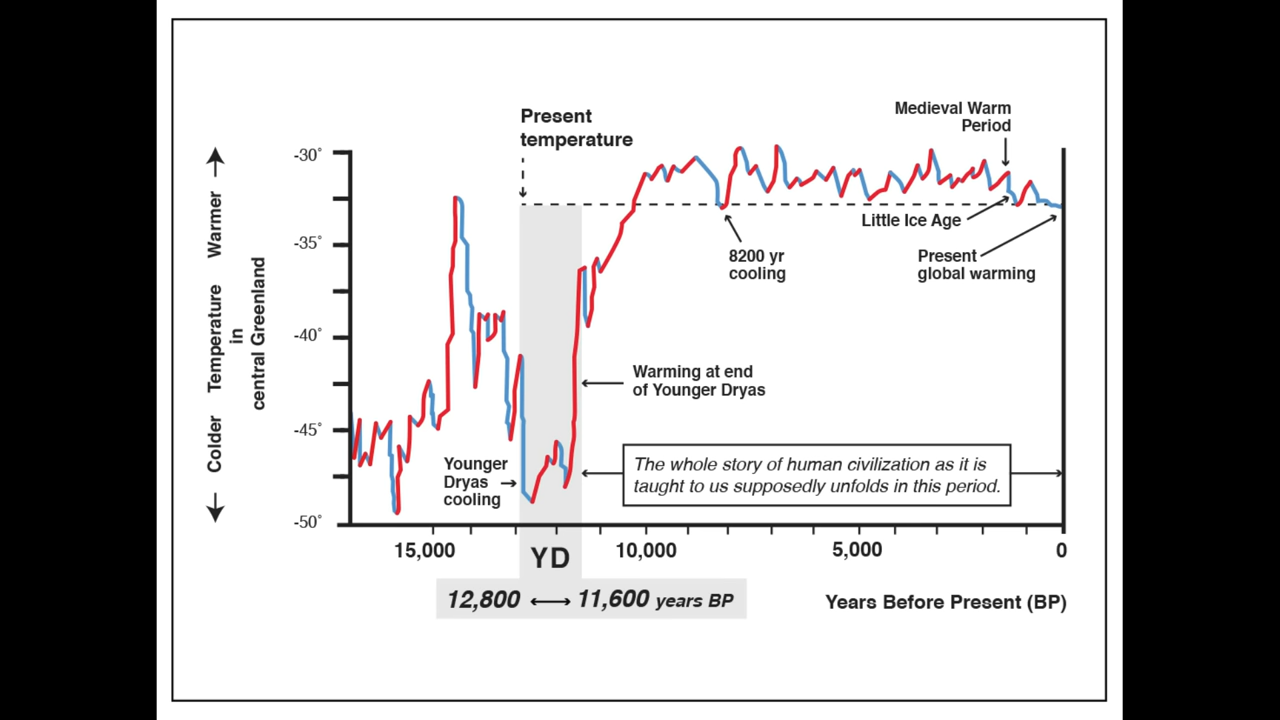 Medieval Warm
Period
Present
temperature
-30°
-35°
-40°
-45°
-50°
Colder Temperature Warmer
in
central Greenland
Little Ice Age
8200 yr
cooling
Present
global warming
Warming at end
of Younger Dryas
Younger
Dryas
cooling
The whole story of human civilization as it is
taught to us supposedly unfolds in this period.
15,000
YD
10,000
5,000
0
12,800 ⟷ 11,600 years BP
Years Before Present (BP)